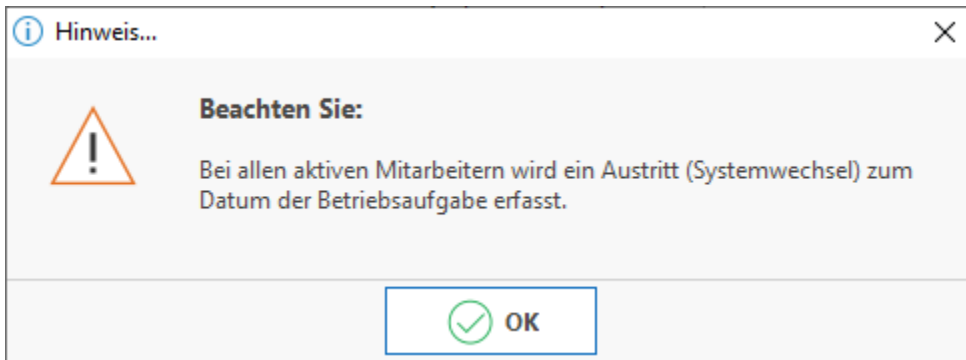 Hinweis...
Beachten Sie:
Bei allen aktiven Mitarbeitern wird ein Austritt (Systemwechsel) zum
Datum der Betriebsaufgabe erfasst.
OK